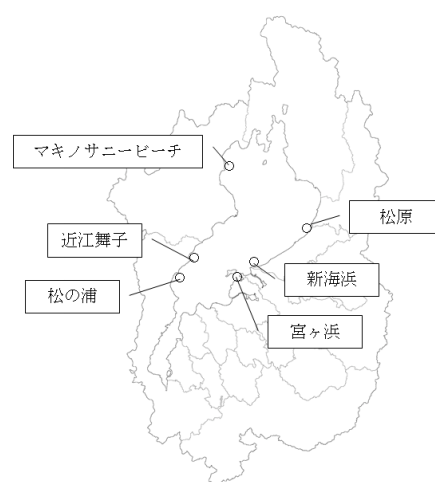 マキノサニービーチ
松原
近江舞子
新海浜
松の浦
宮ヶ浜